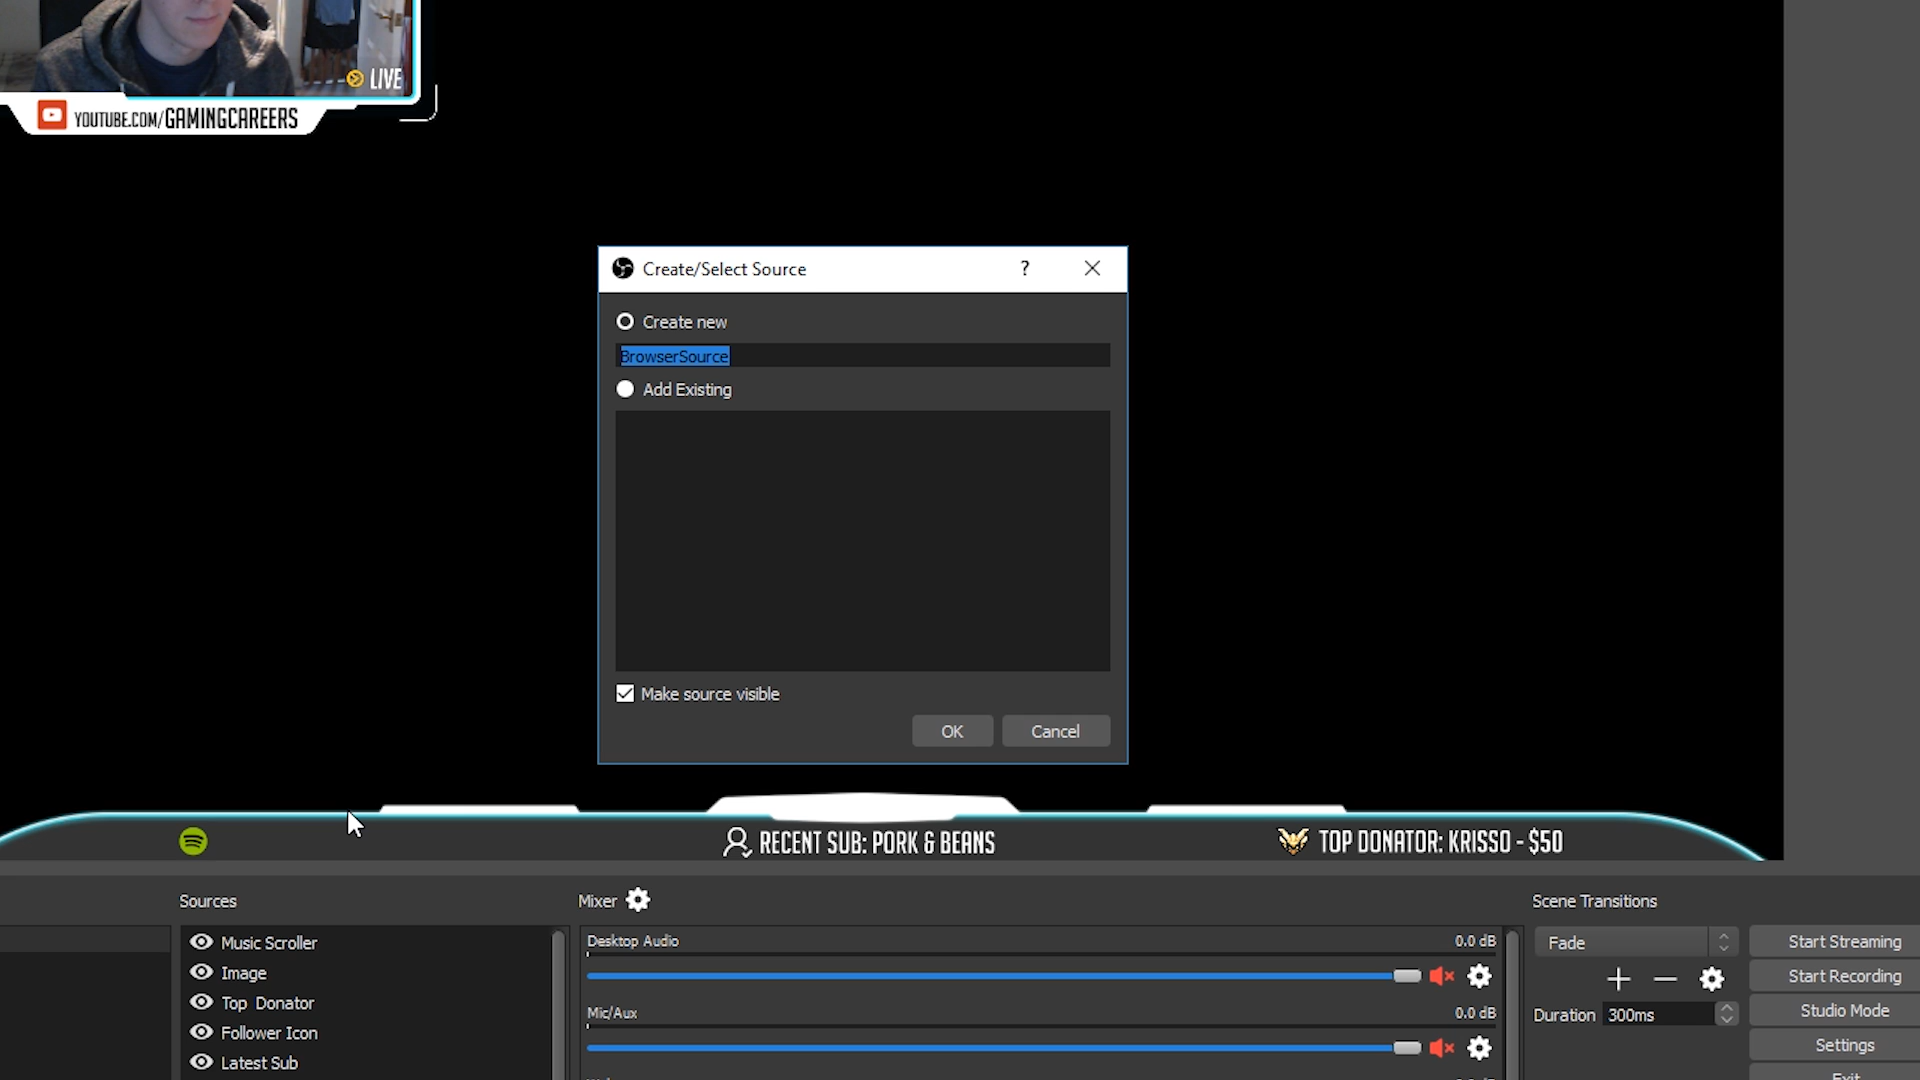 LIVE
YOUTUBE.COM/GAMINGCAREERS
Create/Select Source
?
Create new
BrowserSource
Add Existing
Make source visible
OK
Cancel
RECENT SUB: PORK & BEANS
TOP DONATOR: KRISSO - $50
Sources
Mixer
Scene Transitions
Music Scroller
Image
Top Donator
Follower Icon
Latest Sub
Desktop Audio
0.0 dB
Mic/Aux
0.0 dB
Fade
Duration
300ms
Start Streaming
Start Recording
Studio Mode
Settings